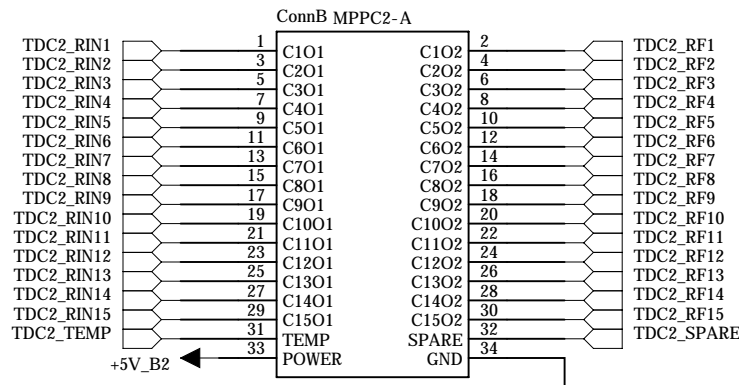 ConnB MPPC2-A
TDC2_RIN1 1 C1O1 C1O2 2 TDC2_RF1
TDC2_RIN2 3 C2O1 C2O2 4 TDC2_RF2
TDC2_RIN3 5 C3O1 C3O2 6 TDC2_RF3
TDC2_RIN4 7 C4O1 C4O2 8 TDC2_RF4
TDC2_RIN5 9 C5O1 C5O2 10 TDC2_RF5
TDC2_RIN6 11 C6O1 C6O2 12 TDC2_RF6
TDC2_RIN7 13 C7O1 C7O2 14 TDC2_RF7
TDC2_RIN8 15 C8O1 C8O2 16 TDC2_RF8
TDC2_RIN9 17 C9O1 C9O2 18 TDC2_RF9
TDC2_RIN10 19 C10O1 C10O2 20 TDC2_RF10
TDC2_RIN11 21 C11O1 C11O2 22 TDC2_RF11
TDC2_RIN12 23 C12O1 C12O2 24 TDC2_RF12
TDC2_RIN13 25 C13O1 C13O2 26 TDC2_RF13
TDC2_RIN14 27 C14O1 C14O2 28 TDC2_RF14
TDC2_RIN15 29 C15O1 C15O2 30 TDC2_RF15
TDC2_TEMP 31 TEMP SPARE 32 TDC2_SPARE
+5V_B2 33 POWER GND 34